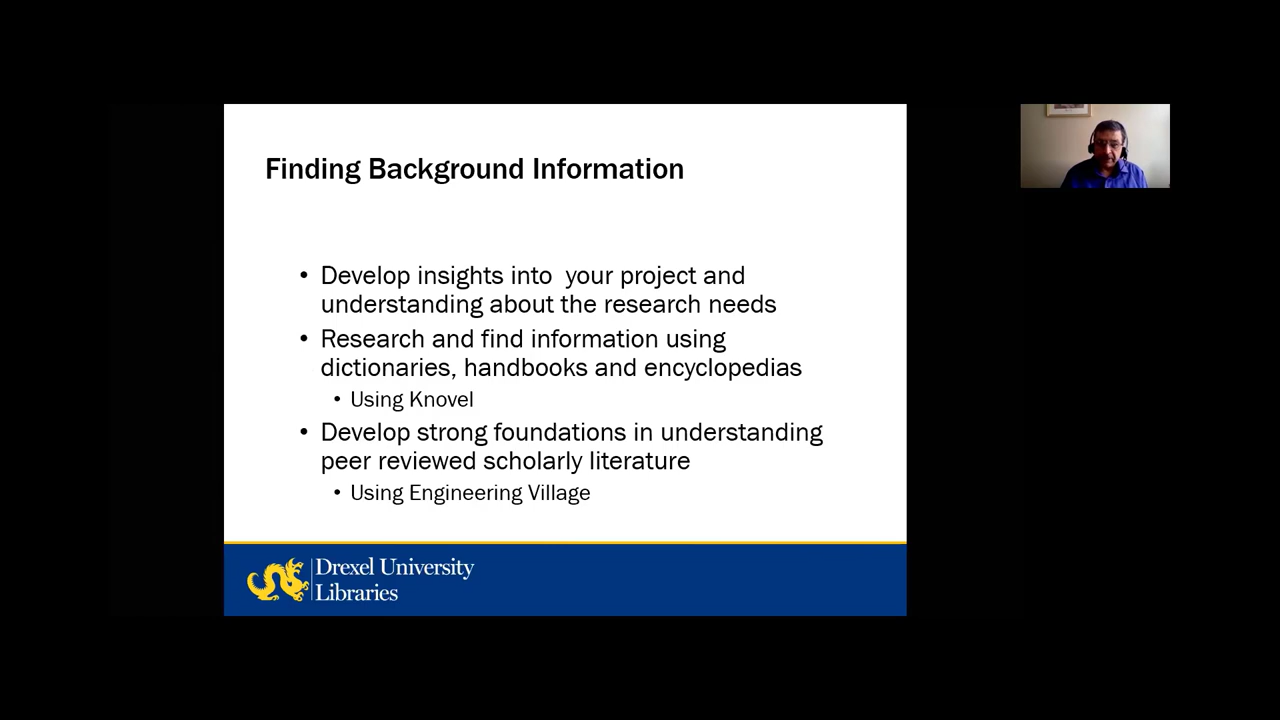 Finding Background Information
• Develop insights into  your project and
understanding about the research needs
• Research and find information using
dictionaries, handbooks and encyclopedias
• Using Knovel
• Develop strong foundations in understanding
peer reviewed scholarly literature
• Using Engineering Village
Drexel University
Libraries